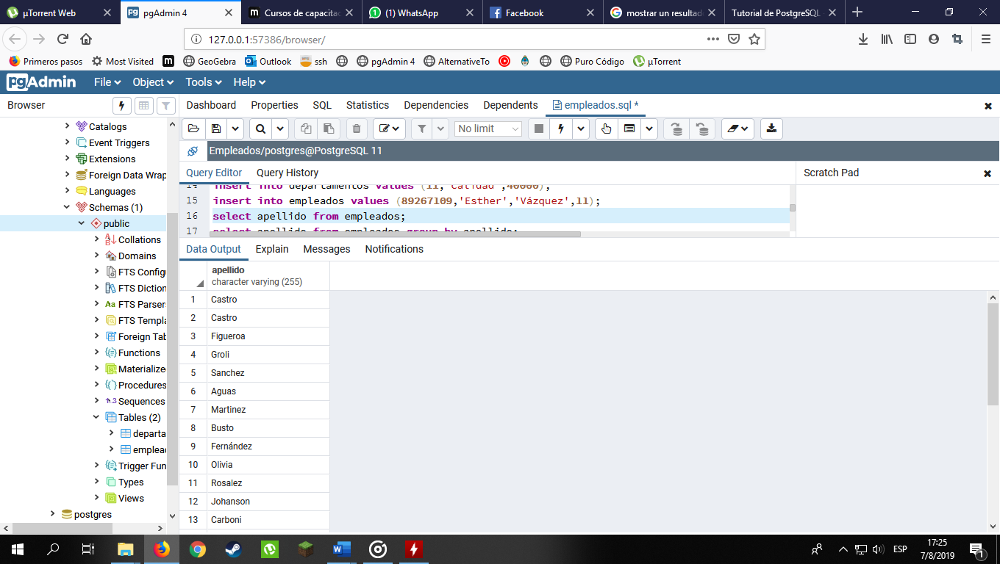 µTorrent Web
pgAdmin 4
Cursos de capacitac
(1) WhatsApp
Facebook
mostrar un resultad
Tutorial de PostgreSQL
127.0.0.1:57386/browser/
Primeros pasos
Most Visited
GeoGebra
Outlook
ssh
pgAdmin 4
AlternativeTo
Puro Código
µTorrent
pgAdmin
File
Object
Tools
Help
Browser
Dashboard
Properties
SQL
Statistics
Dependencies
Dependents
empleados.sql *
No limit
Empleados/postgres@PostgreSQL 11
Query Editor
Query History
Scratch Pad
14 insert into departamentos values (11,'Calidad',40000);
15 insert into empleados values (89267109,'Esther','Vázquez',11);
16 select apellido from empleados;
17 select apellido from empleados group by apellido;
Catalogs
Event Triggers
Extensions
Foreign Data Wrap
Languages
Schemas (1)
public
Collations
Domains
FTS Config
FTS Diction
FTS Parser
FTS Templa
Foreign Tab
Functions
Materialize
Procedures
Sequences
Tables (2)
departa
emplea
Trigger Fun
Types
Views
postgres
Data Output
Explain
Messages
Notifications
apellido
character varying (255)
1 Castro
2 Castro
3 Figueroa
4 Groli
5 Sanchez
6 Aguas
7 Martinez
8 Busto
9 Fernández
10 Olivia
11 Rosalez
12 Johanson
13 Carboni
ESP
17:25
7/8/2019
1